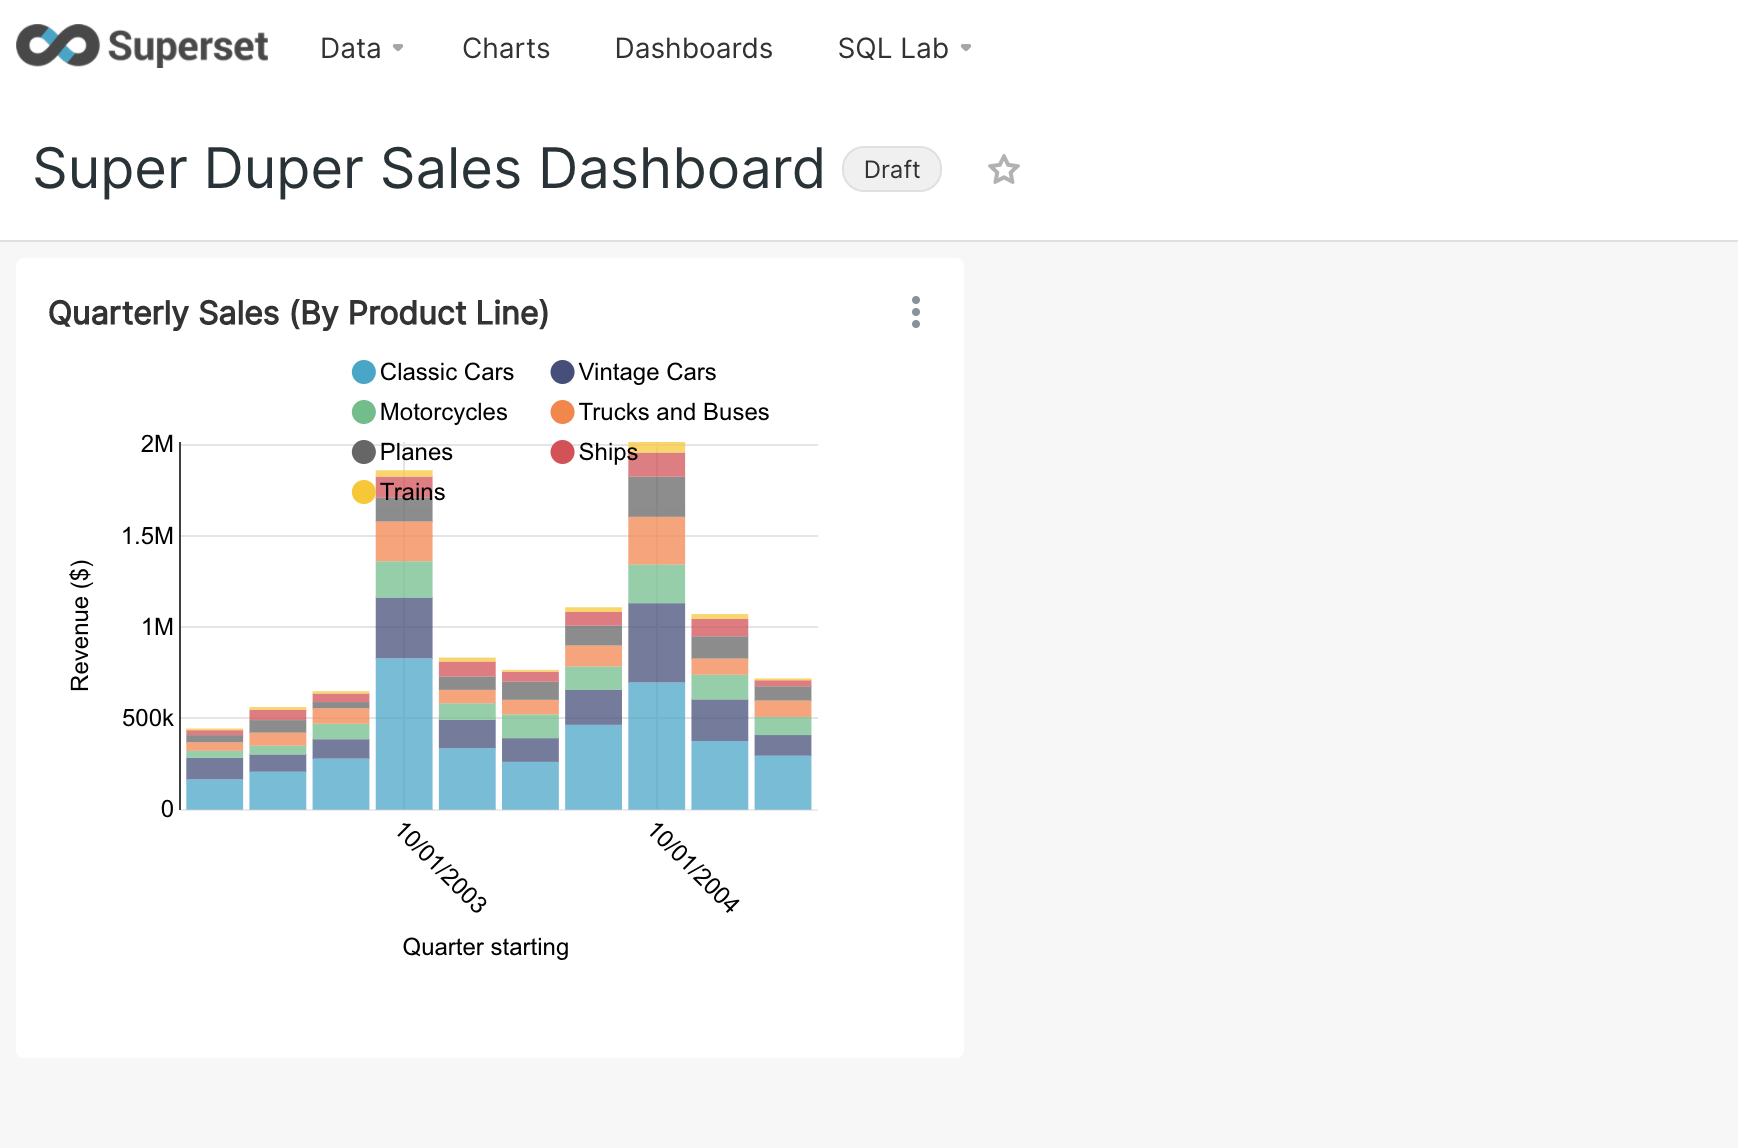 Superset Data Charts Dashboards SQL Lab
Super Duper Sales Dashboard Draft
Quarterly Sales (By Product Line)
Classic Cars Vintage Cars
Motorcycles Trucks and Buses
Planes Ships
Trains
2M
1.5M
1M
500k
0
Revenue ($)
10/01/2003 10/01/2004
Quarter starting